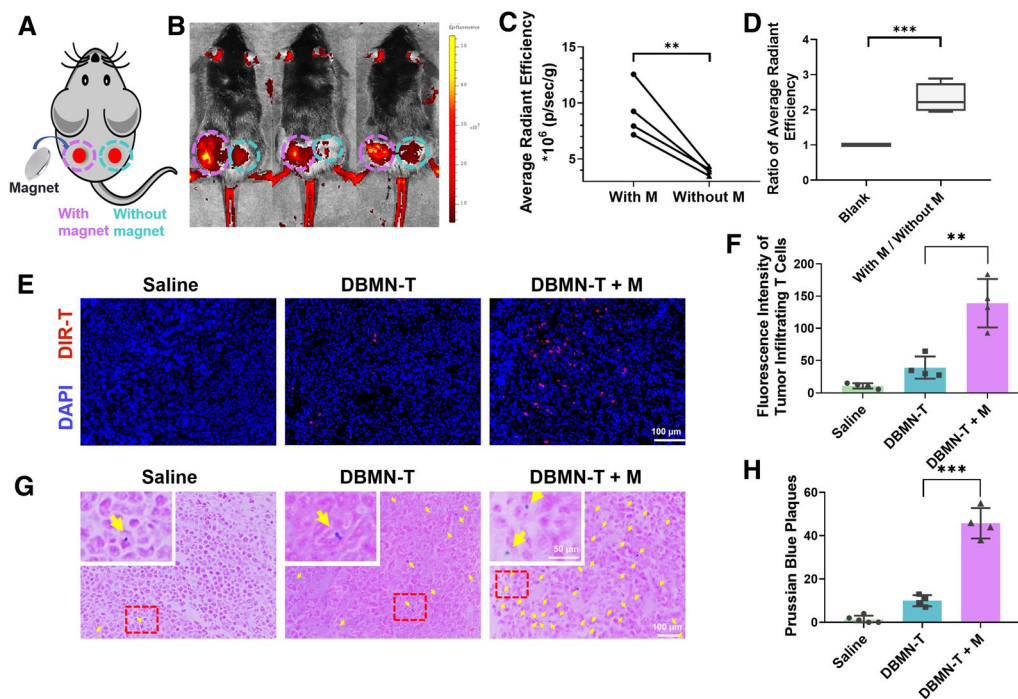 A
Magnet
With
magnet
Without
magnet
B
C
Average Radiant Efficiency
*10⁶ (p/sec/g)
15
10
5
**
With M
Without M
D
Ratio of Average Radiant
Efficiency
4
3
2
1
0
***
Blank
With M / Without M
E
Saline
DBMN-T
DBMN-T + M
DAPI
DIR-T
100 μm
F
Fluorescence Intensity of
Tumor Infiltrating T Cells
200
150
100
50
0
**
Saline
DBMN-T
DBMN-T + M
G
Saline
DBMN-T
DBMN-T + M
50 μm
100 μm
H
Prussian Blue Plaques
60
40
20
0
***
Saline
DBMN-T
DBMN-T + M